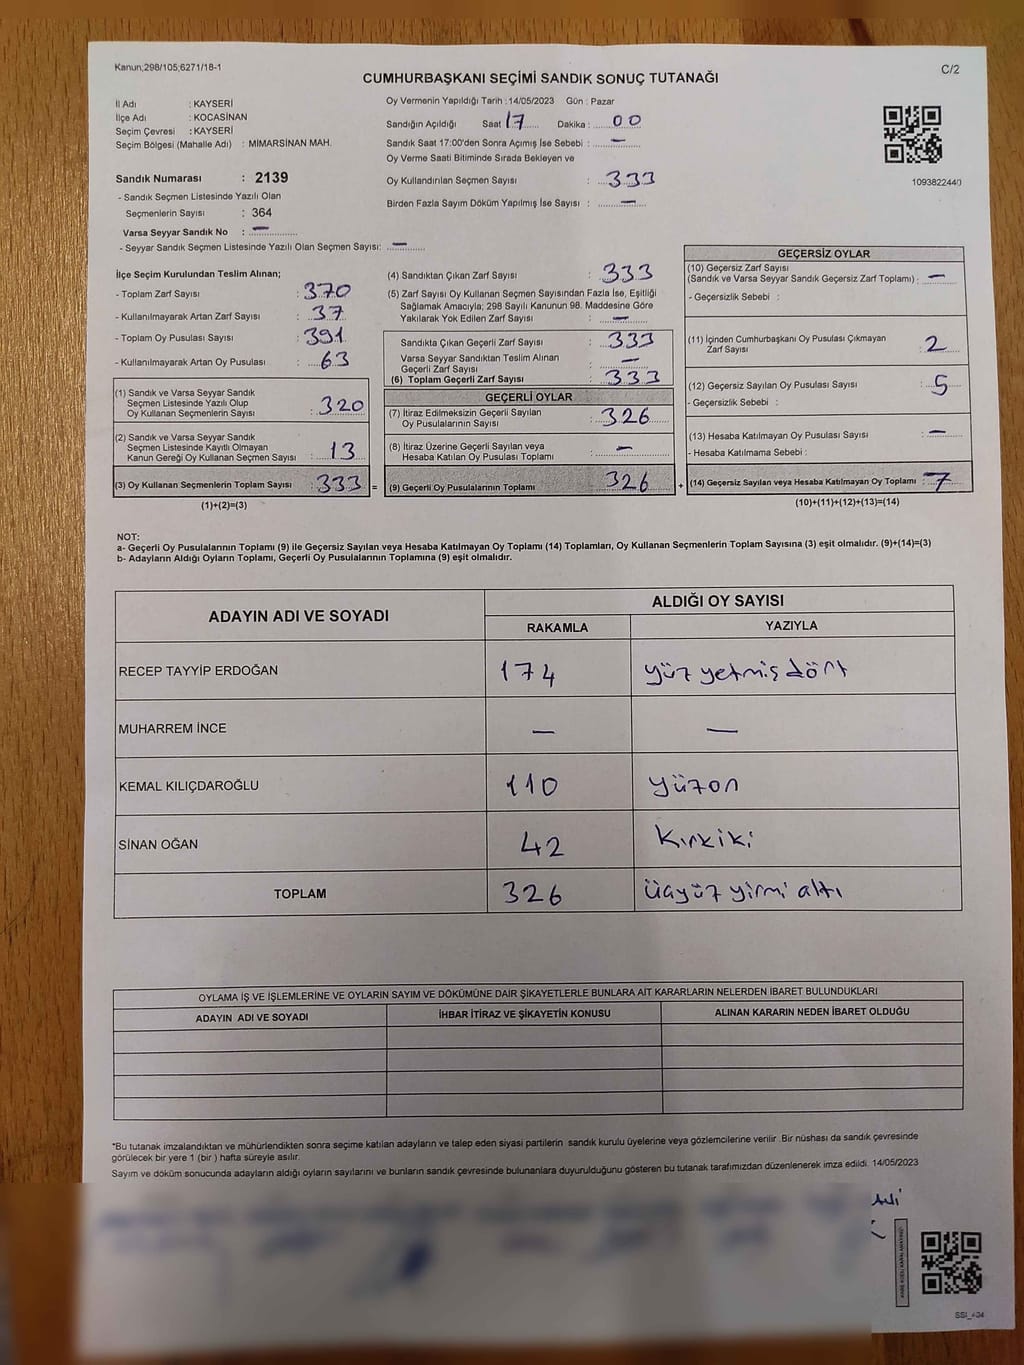 Kanun;298/105;6271/18-1
C/2
CUMHURBAŞKANI SEÇİMİ SANDIK SONUÇ TUTANAĞI
İl Adı : KAYSERİ
İlçe Adı : KOCASİNAN
Seçim Çevresi : KAYSERİ
Seçim Bölgesi (Mahalle Adı) : MİMARSİNAN MAH.
Sandık Numarası : 2139
- Sandık Seçmen Listesinde Yazılı Olan
Seçmenlerin Sayısı : 364
Varsa Seyyar Sandık No : —
- Seyyar Sandık Seçmen Listesinde Yazılı Olan Seçmen Sayısı: —
Oy Vermenin Yapıldığı Tarih : 14/05/2023 Gün : Pazar
Sandığın Açıldığı Saat 17 Dakika : 00
Sandık Saat 17:00'den Sonra Açımış İse Sebebi : —
Oy Verme Saati Bitiminde Sırada Bekleyen ve
Oy Kullandırılan Seçmen Sayısı : 333
Birden Fazla Sayım Döküm Yapılmış İse Sayısı : —
1093822440
İlçe Seçim Kurulundan Teslim Alınan;
- Toplam Zarf Sayısı : 370
- Kullanılmayarak Artan Zarf Sayısı : 37
- Toplam Oy Pusulası Sayısı : 391
- Kullanılmayarak Artan Oy Pusulası : 63
(1) Sandık ve Varsa Seyyar Sandık
Seçmen Listesinde Yazılı Olup
Oy Kullanan Seçmenlerin Sayısı : 320
(2) Sandık ve Varsa Seyyar Sandık
Seçmen Listesinde Kayıtlı Olmayan
Kanun Gereği Oy Kullanan Seçmen Sayısı : 13
(3) Oy Kullanan Seçmenlerin Toplam Sayısı : 333 =
(1)+(2)=(3)
(4) Sandıktan Çıkan Zarf Sayısı : 333
(5) Zarf Sayısı Oy Kullanan Seçmen Sayısından Fazla İse, Eşitliği
Sağlamak Amacıyla; 298 Sayılı Kanunun 98. Maddesine Göre
Yakılarak Yok Edilen Zarf Sayısı : —
Sandıkta Çıkan Geçerli Zarf Sayısı : 333
Varsa Seyyar Sandıktan Teslim Alınan
Geçerli Zarf Sayısı : —
(6) Toplam Geçerli Zarf Sayısı : 333
GEÇERLİ OYLAR
(7) İtiraz Edilmeksizin Geçerli Sayılan
Oy Pusulalarının Sayısı : 326
(8) İtiraz Üzerine Geçerli Sayılan veya
Hesaba Katılan Oy Pusulası Toplamı : —
(9) Geçerli Oy Pusulalarının Toplamı 326 +
GEÇERSİZ OYLAR
(10) Geçersiz Zarf Sayısı
(Sandık ve Varsa Seyyar Sandık Geçersiz Zarf Toplamı) : —
- Geçersizlik Sebebi :
(11) İçinden Cumhurbaşkanı Oy Pusulası Çıkmayan
Zarf Sayısı : 2
(12) Geçersiz Sayılan Oy Pusulası Sayısı : 5
- Geçersizlik Sebebi :
(13) Hesaba Katılmayan Oy Pusulası Sayısı : —
- Hesaba Katılmama Sebebi :
(14) Geçersiz Sayılan veya Hesaba Katılmayan Oy Toplamı : 7
(10)+(11)+(12)+(13)=(14)
NOT:
a- Geçerli Oy Pusulalarının Toplamı (9) ile Geçersiz Sayılan veya Hesaba Katılmayan Oy Toplamı (14) Toplamları, Oy Kullanan Seçmenlerin Toplam Sayısına (3) eşit olmalıdır. (9)+(14)=(3)
b- Adayların Aldığı Oyların Toplamı, Geçerli Oy Pusulalarının Toplamına (9) eşit olmalıdır.
ADAYIN ADI VE SOYADI
ALDIĞI OY SAYISI
RAKAMLA YAZIYLA
RECEP TAYYİP ERDOĞAN 174 yüz yetmiş dört
MUHARREM İNCE — —
KEMAL KILIÇDAROĞLU 110 yüzon
SİNAN OĞAN 42 Kırkiki
TOPLAM 326 üçyüz yirmi altı
OYLAMA İŞ VE İŞLEMLERİNE VE OYLARIN SAYIM VE DÖKÜMÜNE DAİR ŞİKAYETLERLE BUNLARA AİT KARARLARIN NELERDEN İBARET BULUNDUKLARI
ADAYIN ADI VE SOYADI İHBAR İTİRAZ VE ŞİKAYETİN KONUSU ALINAN KARARIN NEDEN İBARET OLDUĞU
*Bu tutanak imzalandıktan ve mühürlendikten sonra seçime katılan adayların ve talep eden siyasi partilerin sandık kurulu üyelerine veya gözlemcilerine verilir. Bir nüshası da sandık çevresinde
görülecek bir yere 1 (bir ) hafta süreyle asılır.
Sayım ve döküm sonucunda adayların aldığı oyların sayılarını ve bunların sandık çevresinde bulunanlara duyurulduğunu gösteren bu tutanak tarafımızdan düzenlenerek imza edildi. 14/05/2023